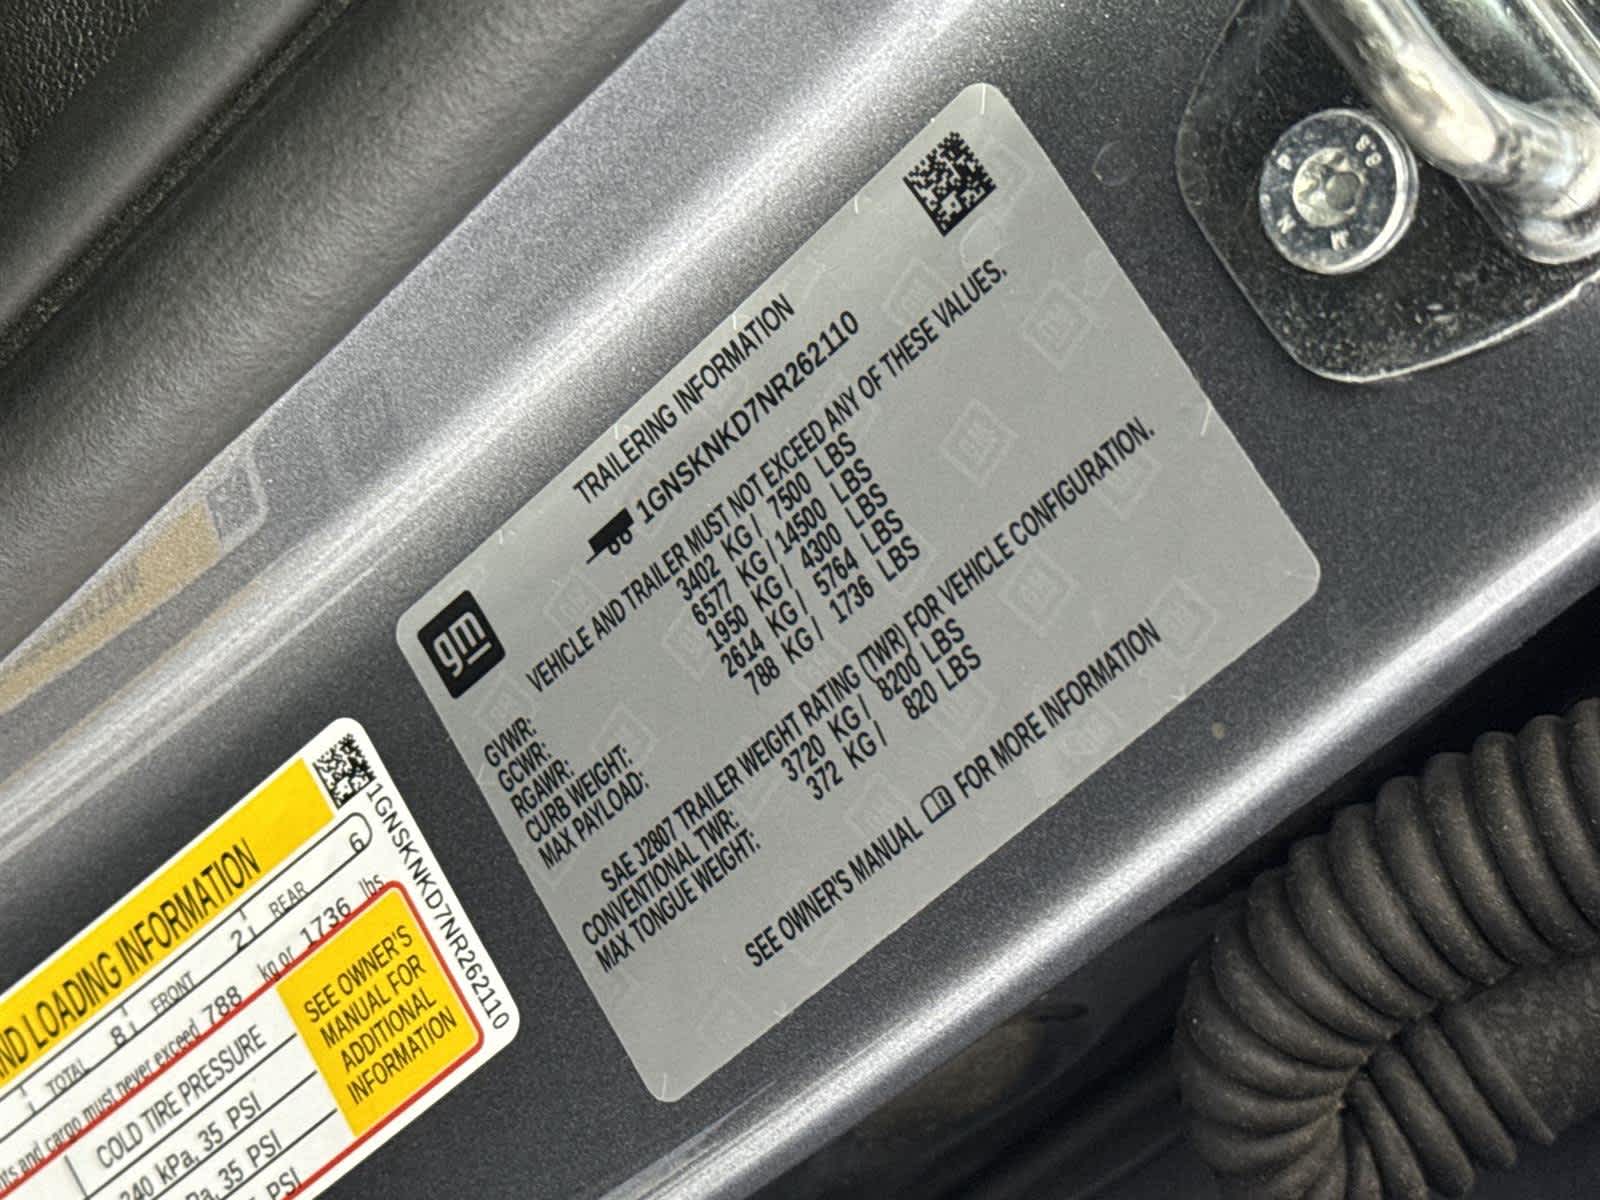 gm
TRAILERING INFORMATION
1GNSKNKD7NR262110
VEHICLE AND TRAILER MUST NOT EXCEED ANY OF THESE VALUES.
GVWR: 3402 KG / 7500 LBS
GCWR: 6577 KG / 14500 LBS
RGAWR: 1950 KG / 4300 LBS
CURB WEIGHT: 2614 KG / 5764 LBS
MAX PAYLOAD: 788 KG / 1736 LBS
SAE J2807 TRAILER WEIGHT RATING (TWR) FOR VEHICLE CONFIGURATION.
CONVENTIONAL TWR: 3720 KG / 8200 LBS
MAX TONGUE WEIGHT: 372 KG / 820 LBS
SEE OWNER'S MANUAL FOR MORE INFORMATION
LOADING INFORMATION
TOTAL 8 FRONT 2 REAR 6
and cargo must never exceed 788 kg or 1736 lbs
COLD TIRE PRESSURE
240 kPa, 35 PSI
35 PSI
PSI
SEE OWNER'S
MANUAL FOR
ADDITIONAL
INFORMATION
1GNSKNKD7NR262110